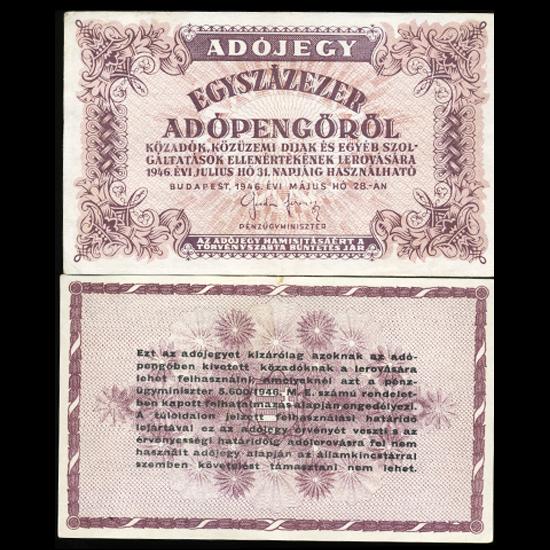 ADÓJEGY
EGYSZÁZEZER
ADÓPENGŐRŐL
KÖZADÓK, KÖZÜZEMI DIJAK ÉS EGYÉB SZOL-
GÁLTATÁSOK ELLENÉRTÉKÉNEK LEROVÁSÁRA
1946. ÉVI JULIUS HÓ 31. NAPJÁIG HASZNÁLHATÓ
BUDAPEST, 1946. ÉVI MÁJUS HÓ 28.-ÁN
PÉNZÜGYMINISZTER
AZ ADÓJEGY HAMISITÁSÁÉRT A
TÖRVÉNYSZABTA BÜNTETÉS JÁR.
Ezt az adójegyet kizárólag azoknak az adó-
pengőben kivetett közadóknak a lerovására
lehet felhasználni, amelyeknél azt a pénz-
ügyminiszter 5.600/1946. M. E. számu rendelet-
ben kapott felhatalmazás alapján engedélyezi.
A túloldalon jelzett felhasználási határidő
lejártával ez az adójegy érvényét veszti s az
érvényességi határidőig adólerovásra fel nem
használt adójegy alapján az államkincstárral
szemben követelést támasztani nem lehet.